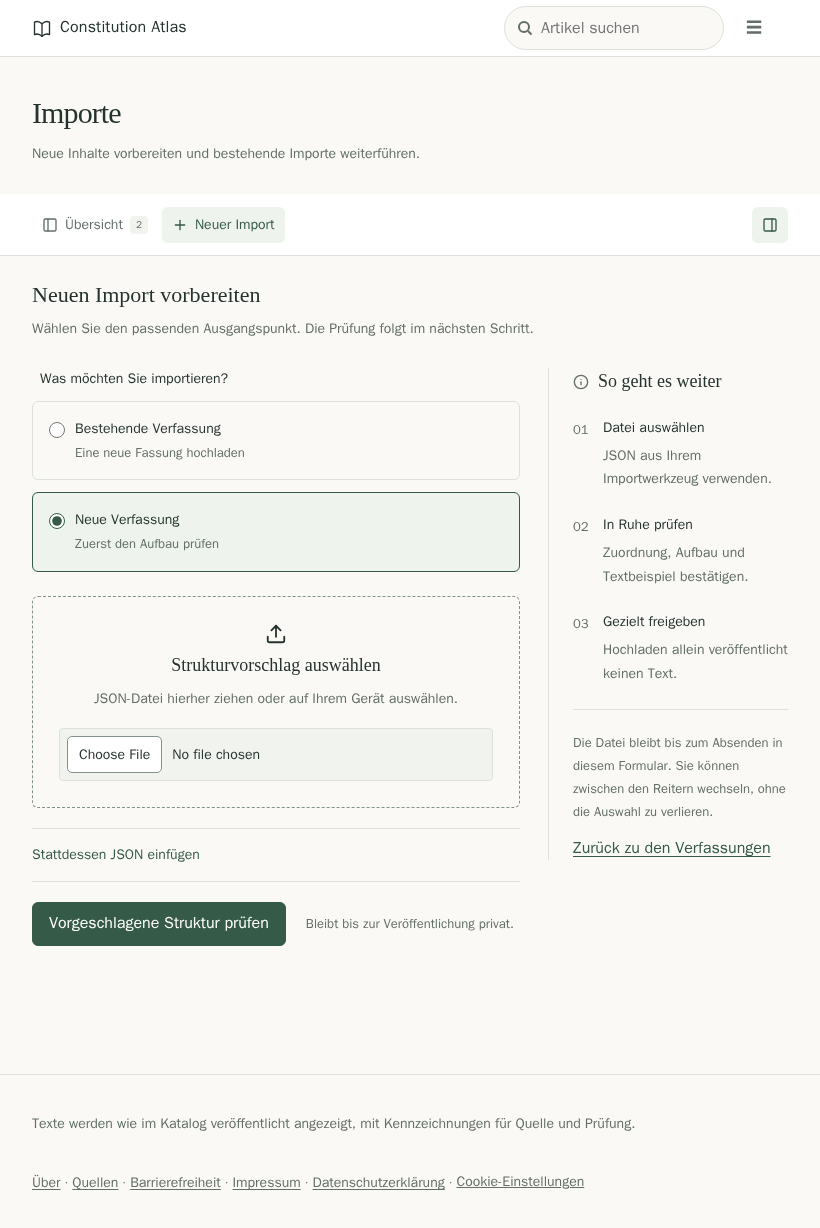 Constitution Atlas
Artikel suchen
Importe
Neue Inhalte vorbereiten und bestehende Importe weiterführen.
Übersicht 2
Neuer Import
Neuen Import vorbereiten
Wählen Sie den passenden Ausgangspunkt. Die Prüfung folgt im nächsten Schritt.
Was möchten Sie importieren?
Bestehende Verfassung
Eine neue Fassung hochladen
Neue Verfassung
Zuerst den Aufbau prüfen
Strukturvorschlag auswählen
JSON-Datei hierher ziehen oder auf Ihrem Gerät auswählen.
Choose File No file chosen
Stattdessen JSON einfügen
Vorgeschlagene Struktur prüfen
Bleibt bis zur Veröffentlichung privat.
So geht es weiter
01 Datei auswählen
JSON aus Ihrem
Importwerkzeug verwenden.
02 In Ruhe prüfen
Zuordnung, Aufbau und
Textbeispiel bestätigen.
03 Gezielt freigeben
Hochladen allein veröffentlicht
keinen Text.
Die Datei bleibt bis zum Absenden in
diesem Formular. Sie können
zwischen den Reitern wechseln, ohne
die Auswahl zu verlieren.
Zurück zu den Verfassungen
Texte werden wie im Katalog veröffentlicht angezeigt, mit Kennzeichnungen für Quelle und Prüfung.
Über · Quellen · Barrierefreiheit · Impressum · Datenschutzerklärung · Cookie-Einstellungen